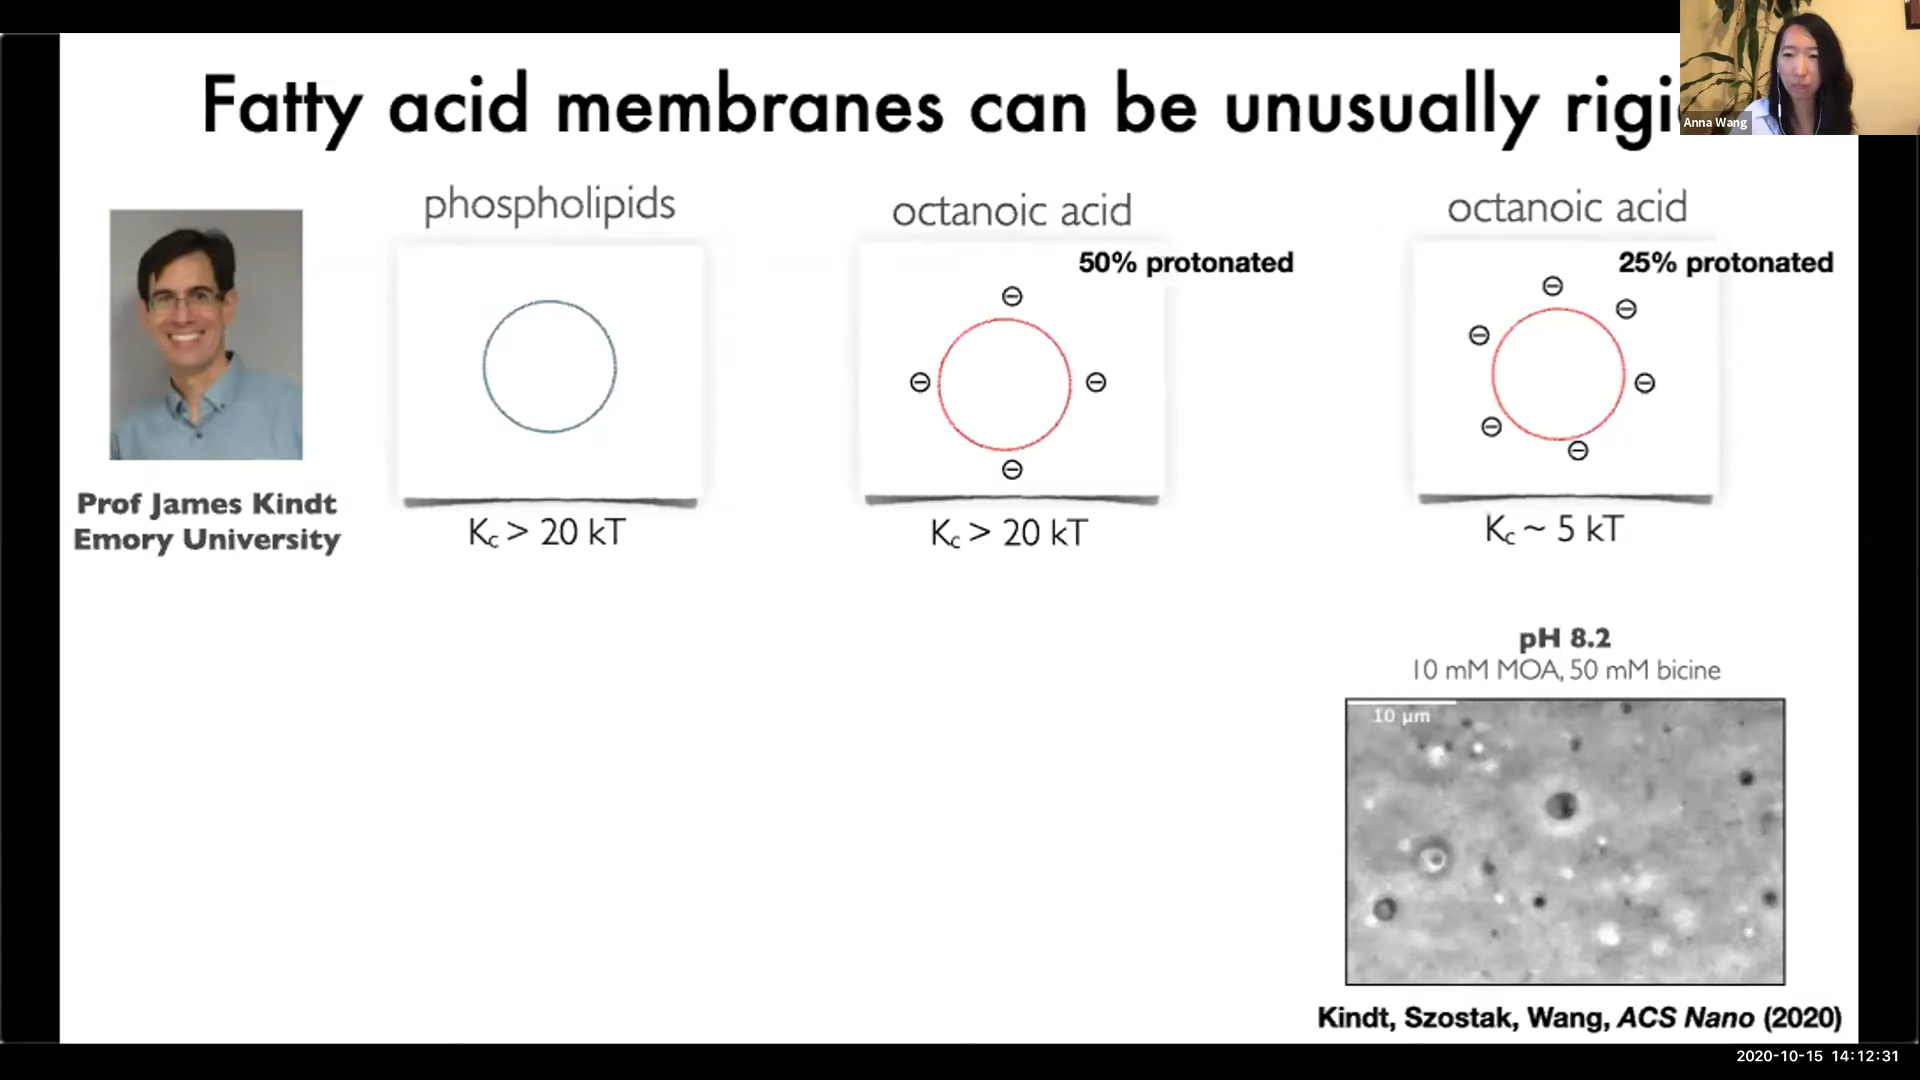 Fatty acid membranes can be unusually rigi
Anna Wang
phospholipids
octanoic acid
octanoic acid
50% protonated
25% protonated
Prof James Kindt
Emory University
Kc > 20 kT
Kc > 20 kT
Kc ~ 5 kT
pH 8.2
10 mM MOA, 50 mM bicine
10 µm
Kindt, Szostak, Wang, ACS Nano (2020)
2020-10-15 14:12:31